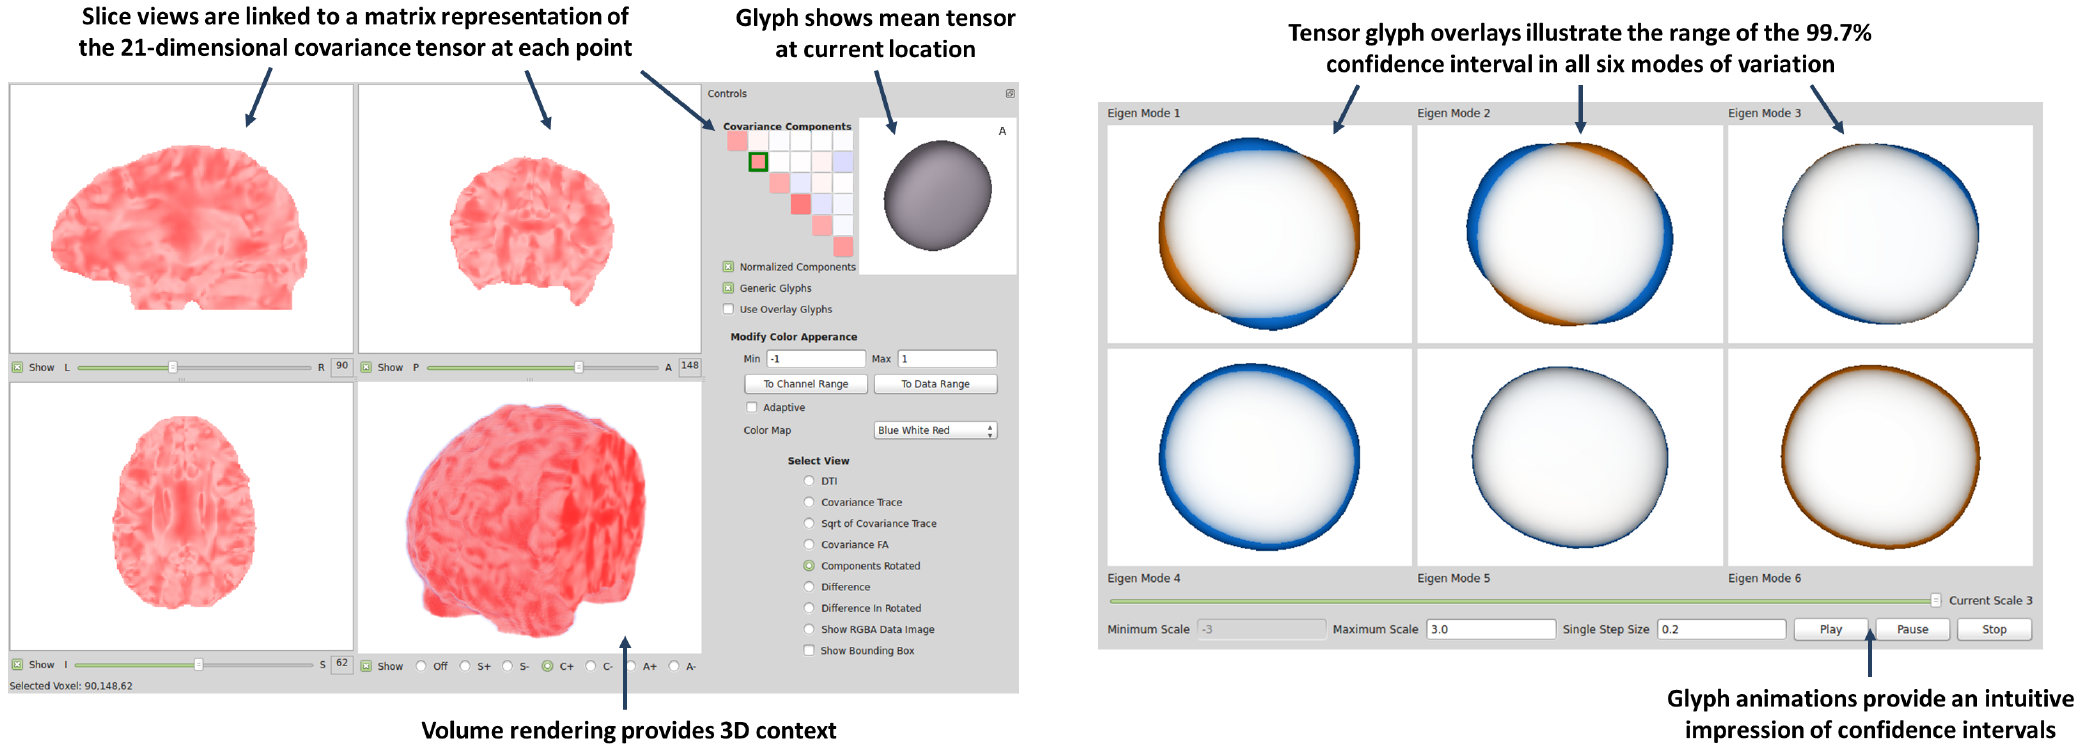 Slice views are linked to a matrix representation of
the 21-dimensional covariance tensor at each point
Glyph shows mean tensor
at current location
Controls
Covariance Components
A
Normalized Components
Generic Glyphs
Use Overlay Glyphs
Modify Color Apperance
Min -1 Max 1
To Channel Range To Data Range
Adaptive
Color Map Blue White Red
Select View
DTI
Covariance Trace
Sqrt of Covariance Trace
Covariance FA
Components Rotated
Difference
Difference In Rotated
Show RGBA Data Image
Show Bounding Box
Show L R 90
Show P A 148
Show I S 62
Show Off S+ S- C+ C- A+ A-
Selected Voxel: 90,148,62
Volume rendering provides 3D context
Tensor glyph overlays illustrate the range of the 99.7%
confidence interval in all six modes of variation
Eigen Mode 1 Eigen Mode 2 Eigen Mode 3
Eigen Mode 4 Eigen Mode 5 Eigen Mode 6
Current Scale 3
Minimum Scale -3 Maximum Scale 3.0 Single Step Size 0.2 Play Pause Stop
Glyph animations provide an intuitive
impression of confidence intervals